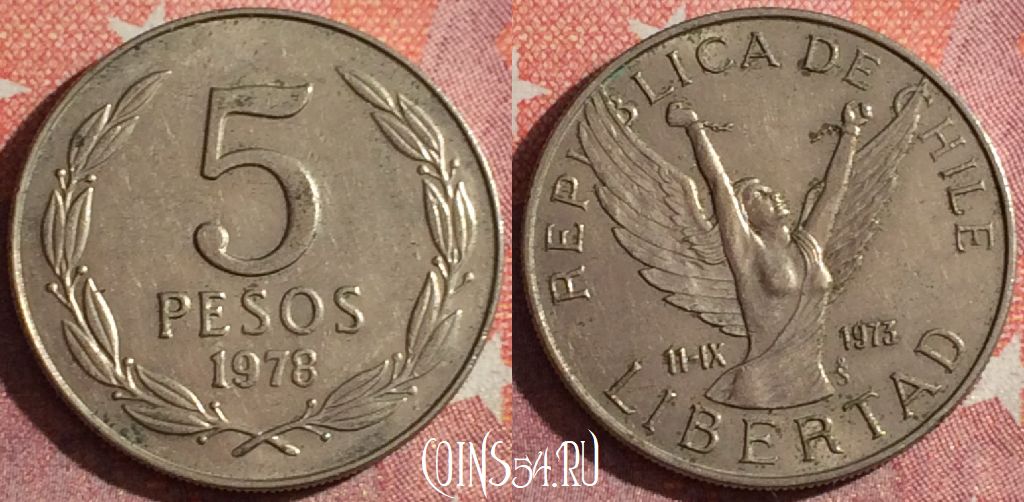 5
PESOS
1978
REPUBLICA DE CHILE
11-IX 1973
S
LIBERTAD
COINS54.RU